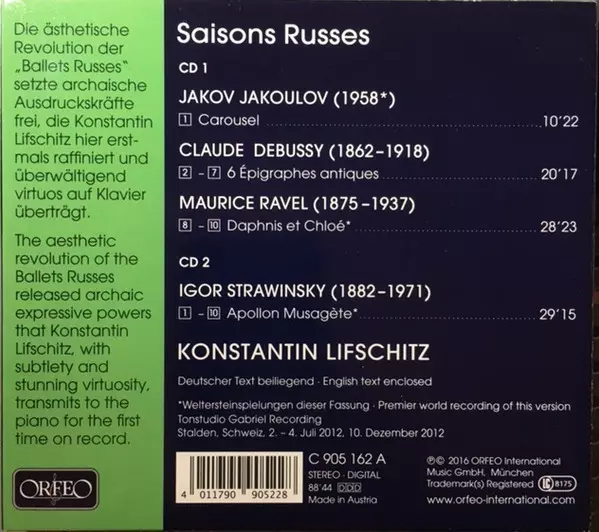 Die ästhetische
Revolution der
„Ballets Russes“
setzte archaische
Ausdruckskräfte
frei, die Konstantin
Lifschitz hier erst-
mals raffiniert und
überwältigend
virtuos auf Klavier
überträgt.
The aesthetic
revolution of the
Ballets Russes
released archaic
expressive powers
that Konstantin
Lifschitz, with
subtlety and
stunning virtuosity,
transmits to the
piano for the first
time on record.
ORFEO
Saisons Russes
CD 1
JAKOV JAKOULOV (1958*)
1 Carousel 10’22
CLAUDE DEBUSSY (1862–1918)
2 – 7 6 Épigraphes antiques 20’17
MAURICE RAVEL (1875–1937)
8 – 10 Daphnis et Chloé* 28’23
CD 2
IGOR STRAWINSKY (1882–1971)
1 – 10 Apollon Musagète* 29’15
KONSTANTIN LIFSCHITZ
Deutscher Text beiliegend · English text enclosed
*Weltersteinspielungen dieser Fassung · Premier world recording of this version
Tonstudio Gabriel Recording
Stalden, Schweiz, 2. – 4. Juli 2012, 10. Dezember 2012
4 011790 905228
C 905 162 A
STEREO · DIGITAL
88’44 DDD
Made in Austria
℗ © 2016 ORFEO International
Music GmbH, München
Trademark(s) Registered LC 8175
www.orfeo-international.com